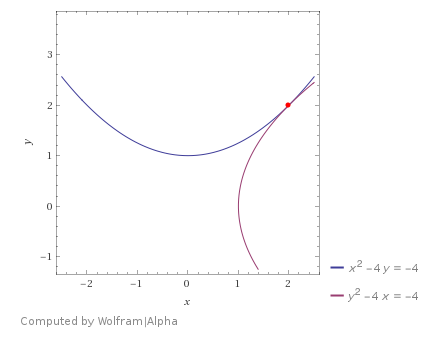 3
2
y
1
0
−1
−2 −1 0 1 2
x
x² −4 y = −4
y² −4 x = −4
Computed by Wolfram|Alpha